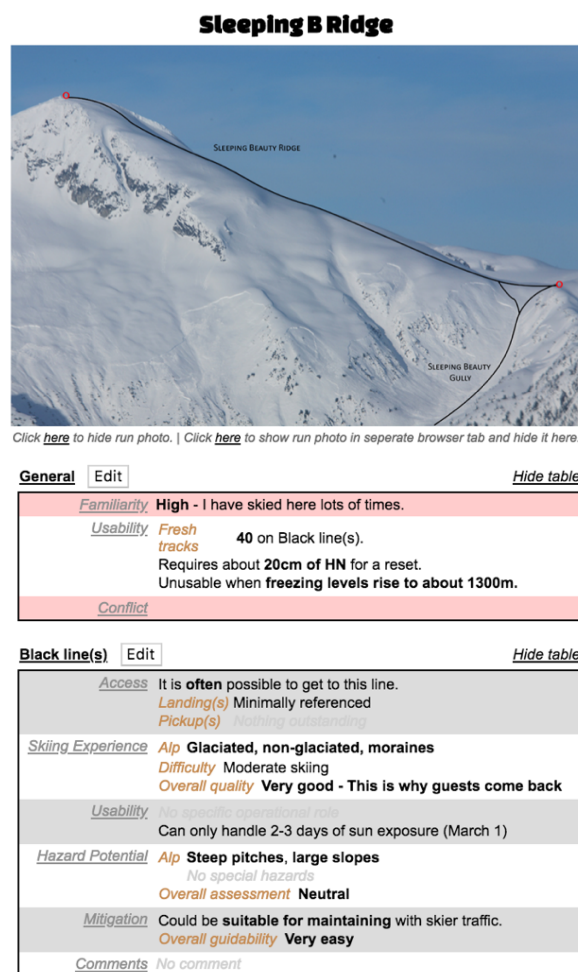 Sleeping B Ridge
SLEEPING BEAUTY RIDGE
SLEEPING BEAUTY
GULLY
Click here to hide run photo. | Click here to show run photo in seperate browser tab and hide it here.
General Edit Hide table
Familiarity High - I have skied here lots of times.
Usability Fresh tracks 40 on Black line(s).
Requires about 20cm of HN for a reset.
Unusable when freezing levels rise to about 1300m.
Conflict
Black line(s) Edit Hide table
Access It is often possible to get to this line.
Landing(s) Minimally referenced
Pickup(s) Nothing outstanding
Skiing Experience Alp Glaciated, non-glaciated, moraines
Difficulty Moderate skiing
Overall quality Very good - This is why guests come back
Usability No specific operational role
Can only handle 2-3 days of sun exposure (March 1)
Hazard Potential Alp Steep pitches, large slopes
No special hazards
Overall assessment Neutral
Mitigation Could be suitable for maintaining with skier traffic.
Overall guidability Very easy
Comments No comment